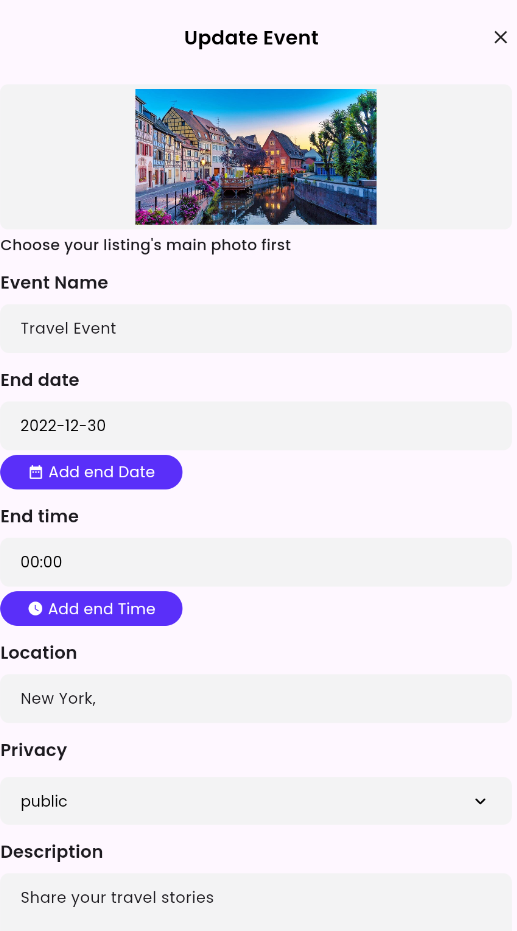 Update Event
Choose your listing's main photo first
Event Name
Travel Event
End date
2022-12-30
Add end Date
End time
00:00
Add end Time
Location
New York,
Privacy
public
Description
Share your travel stories